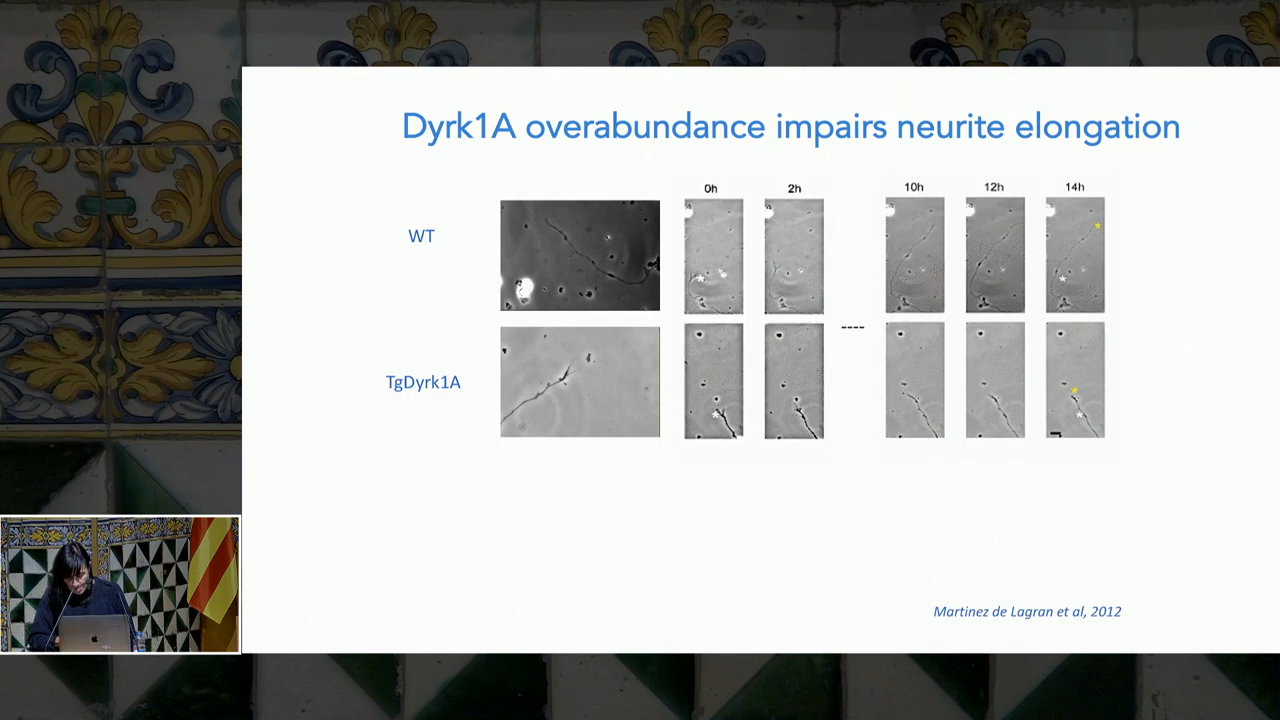 Dyrk1A overabundance impairs neurite elongation
0h
2h
10h
12h
14h
WT
----
TgDyrk1A
Martinez de Lagran et al, 2012